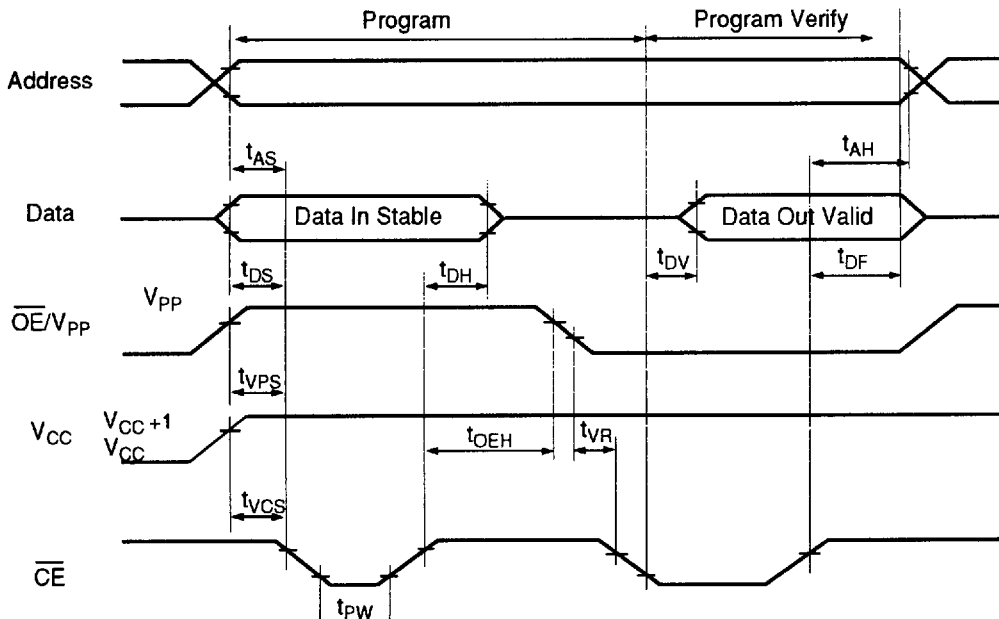 Program Program Verify
Address
tAS tAH
Data Data In Stable Data Out Valid
tDS tDH tDV tDF
VPP
OE/VPP
tVPS
VCC VCC +1
VCC
tOEH tVR
tVCS
CE
tPW